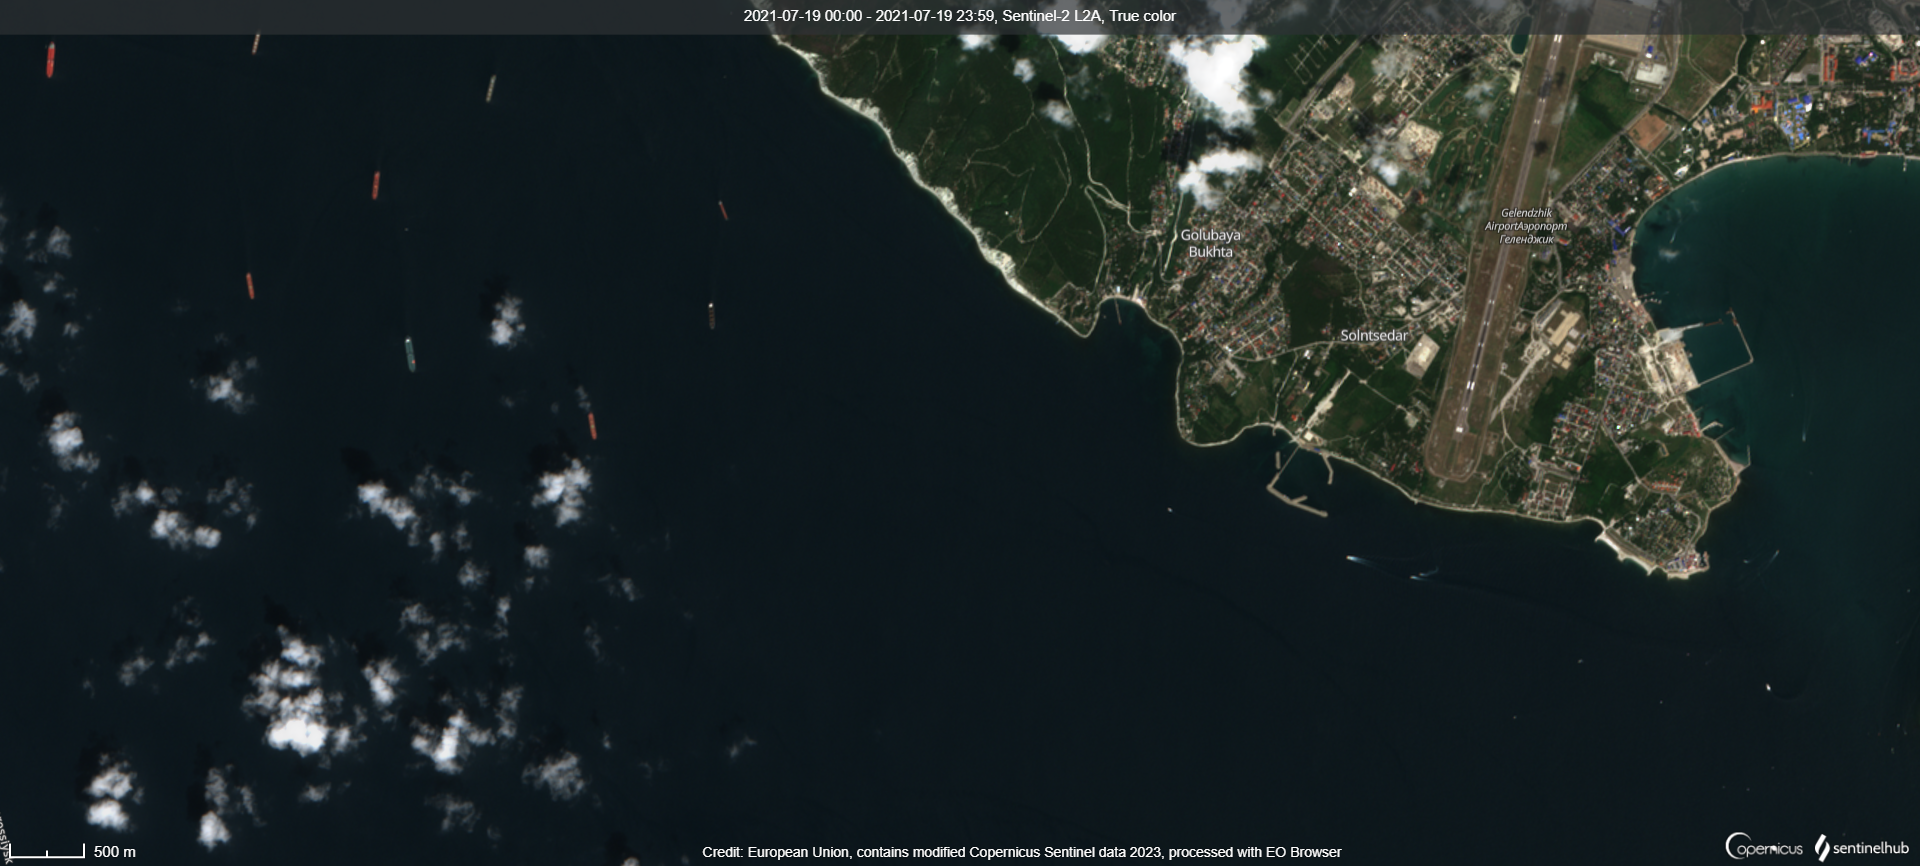 2021-07-19 00:00 - 2021-07-19 23:59, Sentinel-2 L2A, True color
Gelendzhik
AirportАэропорт
Геленджик
Golubaya
Bukhta
Solntsedar
500 m
Credit: European Union, contains modified Copernicus Sentinel data 2023, processed with EO Browser
opernicus
sentinelhub